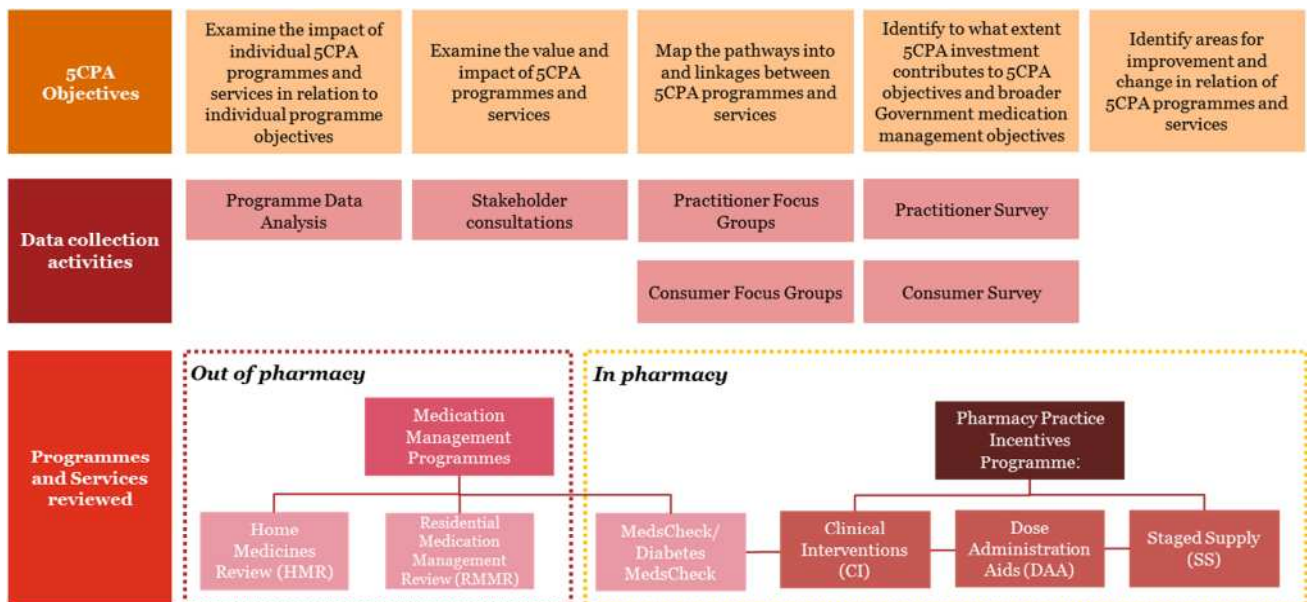 5CPA
Objectives
Examine the impact of
individual 5CPA
programmes and
services in relation to
individual programme
objectives
Examine the value and
impact of 5CPA
programmes and
services
Map the pathways into
and linkages between
5CPA programmes and
services
Identify to what extent
5CPA investment
contributes to 5CPA
objectives and broader
Government medication
management objectives
Identify areas for
improvement and
change in relation of
5CPA programmes and
services
Data collection
activities
Programme Data
Analysis
Stakeholder
consultations
Practitioner Focus
Groups
Practitioner Survey
Consumer Focus Groups
Consumer Survey
Programmes
and Services
reviewed
Out of pharmacy
Medication
Management
Programmes
Home
Medicines
Review (HMR)
Residential
Medication
Management
Review (RMMR)
In pharmacy
Pharmacy Practice
Incentives
Programme:
MedsCheck/
Diabetes
MedsCheck
Clinical
Interventions
(CI)
Dose
Administration
Aids (DAA)
Staged Supply
(SS)